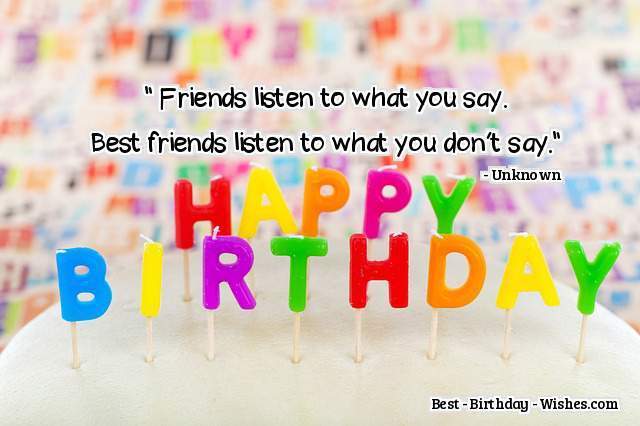 " Friends listen to what you say.
Best friends listen to what you don't say."
- Unknown
HAPPY
BIRTHDAY
Best - Birthday - Wishes.com